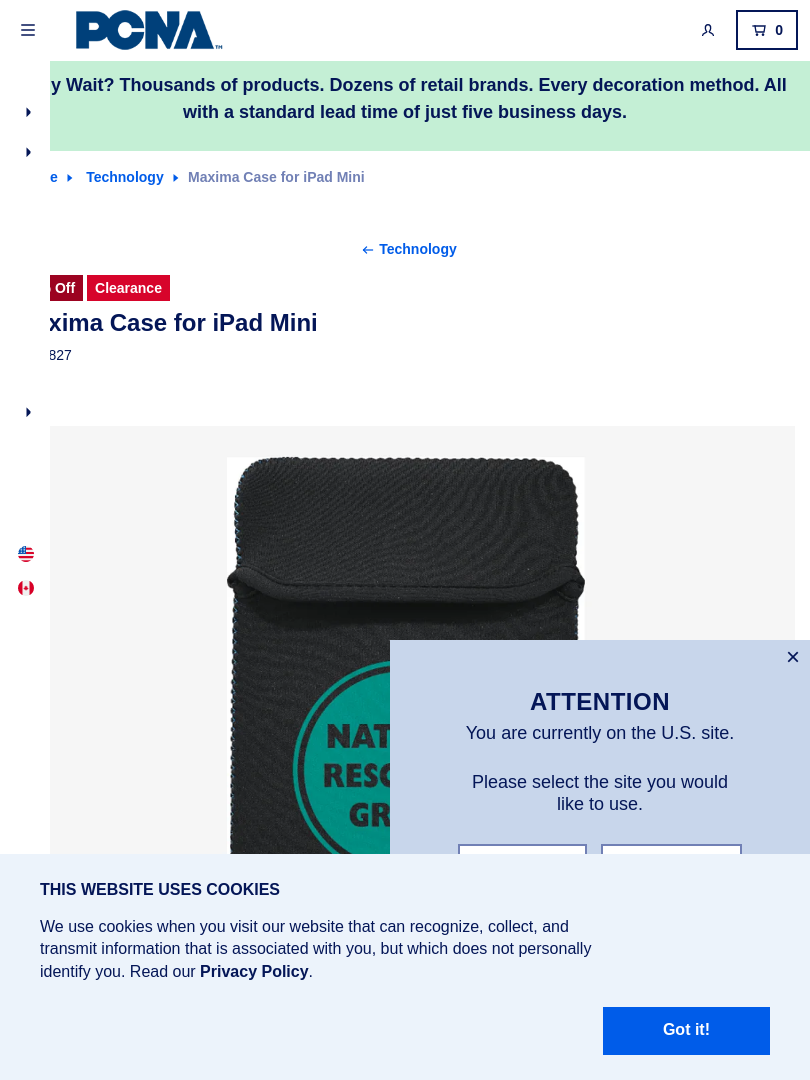 PCNA
TM
0
y Wait? Thousands of products. Dozens of retail brands. Every decoration method. All
with a standard lead time of just five business days.
e Technology Maxima Case for iPad Mini
Technology
Off Clearance
xima Case for iPad Mini
827
NAT
RESO
GR
ATTENTION
You are currently on the U.S. site.
Please select the site you would
like to use.
THIS WEBSITE USES COOKIES
We use cookies when you visit our website that can recognize, collect, and
transmit information that is associated with you, but which does not personally
identify you. Read our Privacy Policy.
Got it!